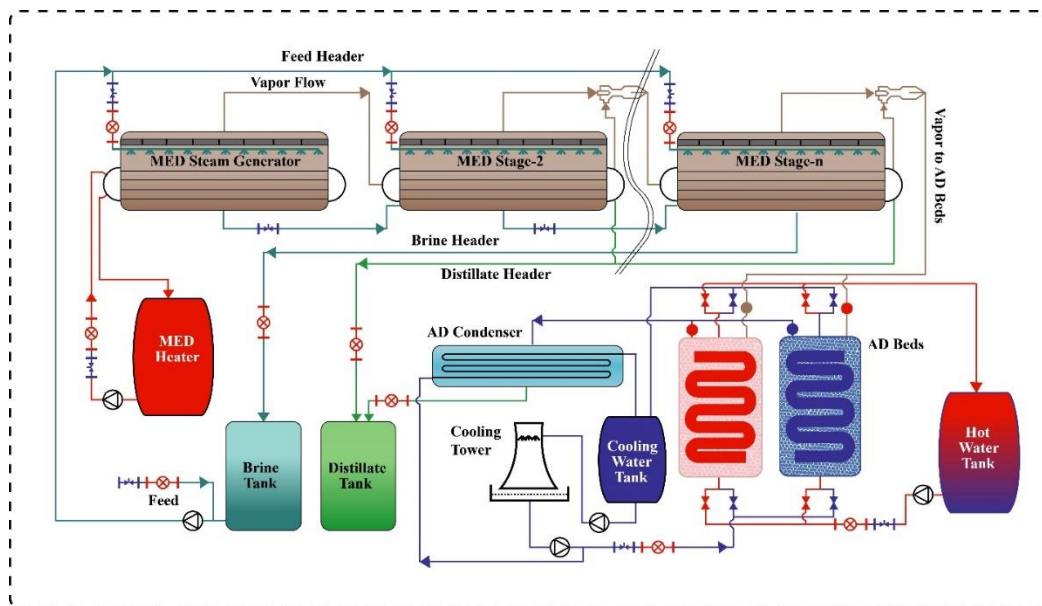 Feed Header
Vapor Flow
MED Steam Generator
MED Stage-2
MED Stage-n
Vapor to AD Beds
Brine Header
Distillate Header
MED
Heater
AD Condenser
AD Beds
Cooling
Tower
Cooling
Water
Tank
Hot
Water
Tank
Brine
Tank
Distillate
Tank
Feed